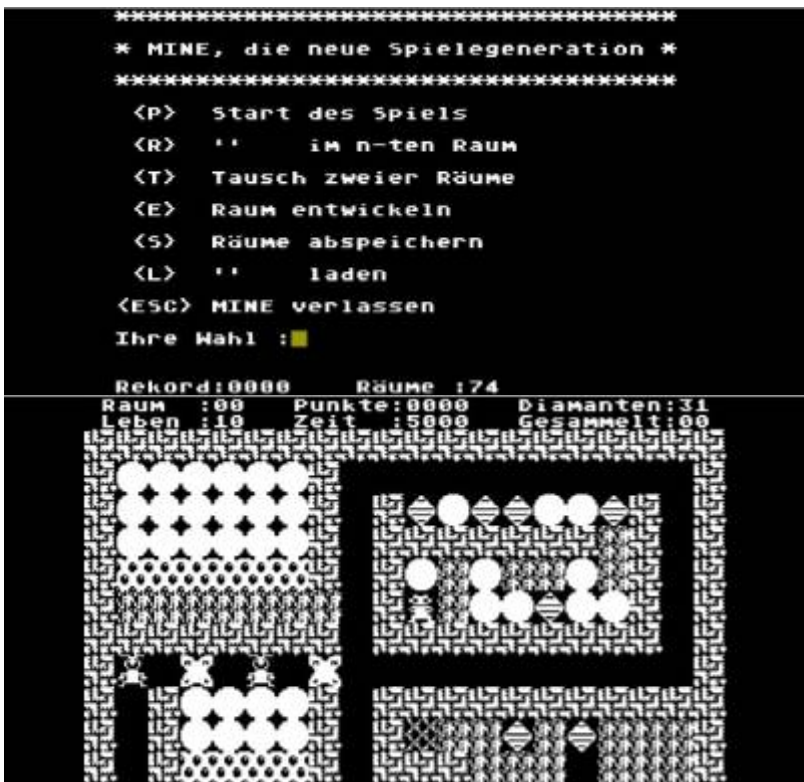 ***********************************
* MINE, die neue Spielegeneration *
***********************************
<P> Start des Spiels
<R> '' im n-ten Raum
<T> Tausch zweier Räume
<E> Raum entwickeln
<S> Räume abspeichern
<L> '' laden
<ESC> MINE verlassen
Ihre Wahl :
Rekord:0000 Räume :74
Raum :00 Punkte:0000 Diamanten:31
Leben :10 Zeit :5000 Gesammelt:00